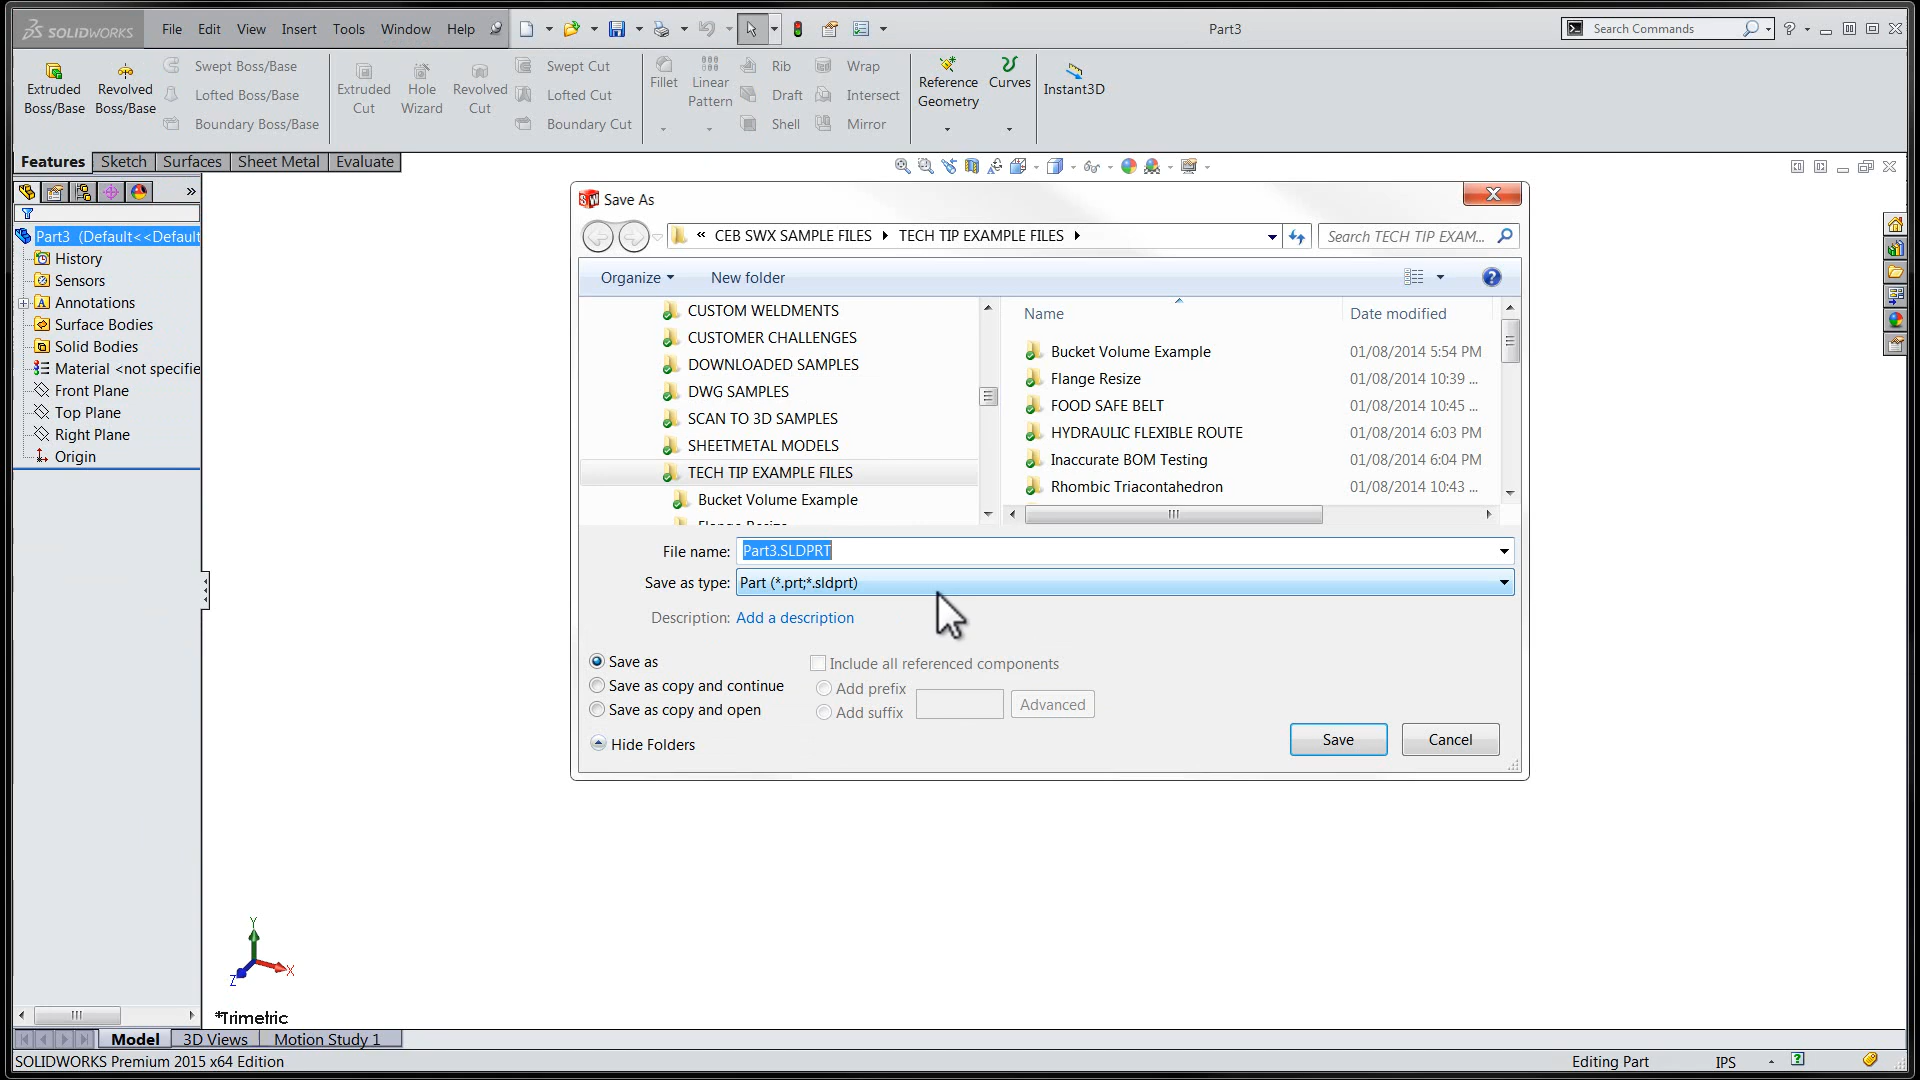 SOLIDWORKS File Edit View Insert Tools Window Help Part3 Search Commands
Extruded Boss/Base
Revolved Boss/Base
Swept Boss/Base
Lofted Boss/Base
Boundary Boss/Base
Extruded Cut
Hole Wizard
Revolved Cut
Swept Cut
Lofted Cut
Boundary Cut
Fillet
Linear Pattern
Rib
Draft
Shell
Wrap
Intersect
Mirror
Reference Geometry
Curves
Instant3D
Features Sketch Surfaces Sheet Metal Evaluate
Part3 (Default<<Default
History
Sensors
Annotations
Surface Bodies
Solid Bodies
Material <not specifie
Front Plane
Top Plane
Right Plane
Origin
Save As
« CEB SWX SAMPLE FILES TECH TIP EXAMPLE FILES Search TECH TIP EXAM...
Organize New folder
CUSTOM WELDMENTS
CUSTOMER CHALLENGES
DOWNLOADED SAMPLES
DWG SAMPLES
SCAN TO 3D SAMPLES
SHEETMETAL MODELS
TECH TIP EXAMPLE FILES
Bucket Volume Example
Flange Resize
Name Date modified
Bucket Volume Example 01/08/2014 5:54 PM
Flange Resize 01/08/2014 10:39 ...
FOOD SAFE BELT 01/08/2014 10:45 ...
HYDRAULIC FLEXIBLE ROUTE 01/08/2014 6:03 PM
Inaccurate BOM Testing 01/08/2014 6:04 PM
Rhombic Triacontahedron 01/08/2014 10:43 ...
File name: Part3.SLDPRT
Save as type: Part (*.prt;*.sldprt)
Description: Add a description
Save as
Save as copy and continue
Save as copy and open
Include all referenced components
Add prefix
Add suffix
Advanced
Hide Folders
Save Cancel
Y
X
Z
*Trimetric
Model 3D Views Motion Study 1
SOLIDWORKS Premium 2015 x64 Edition Editing Part IPS